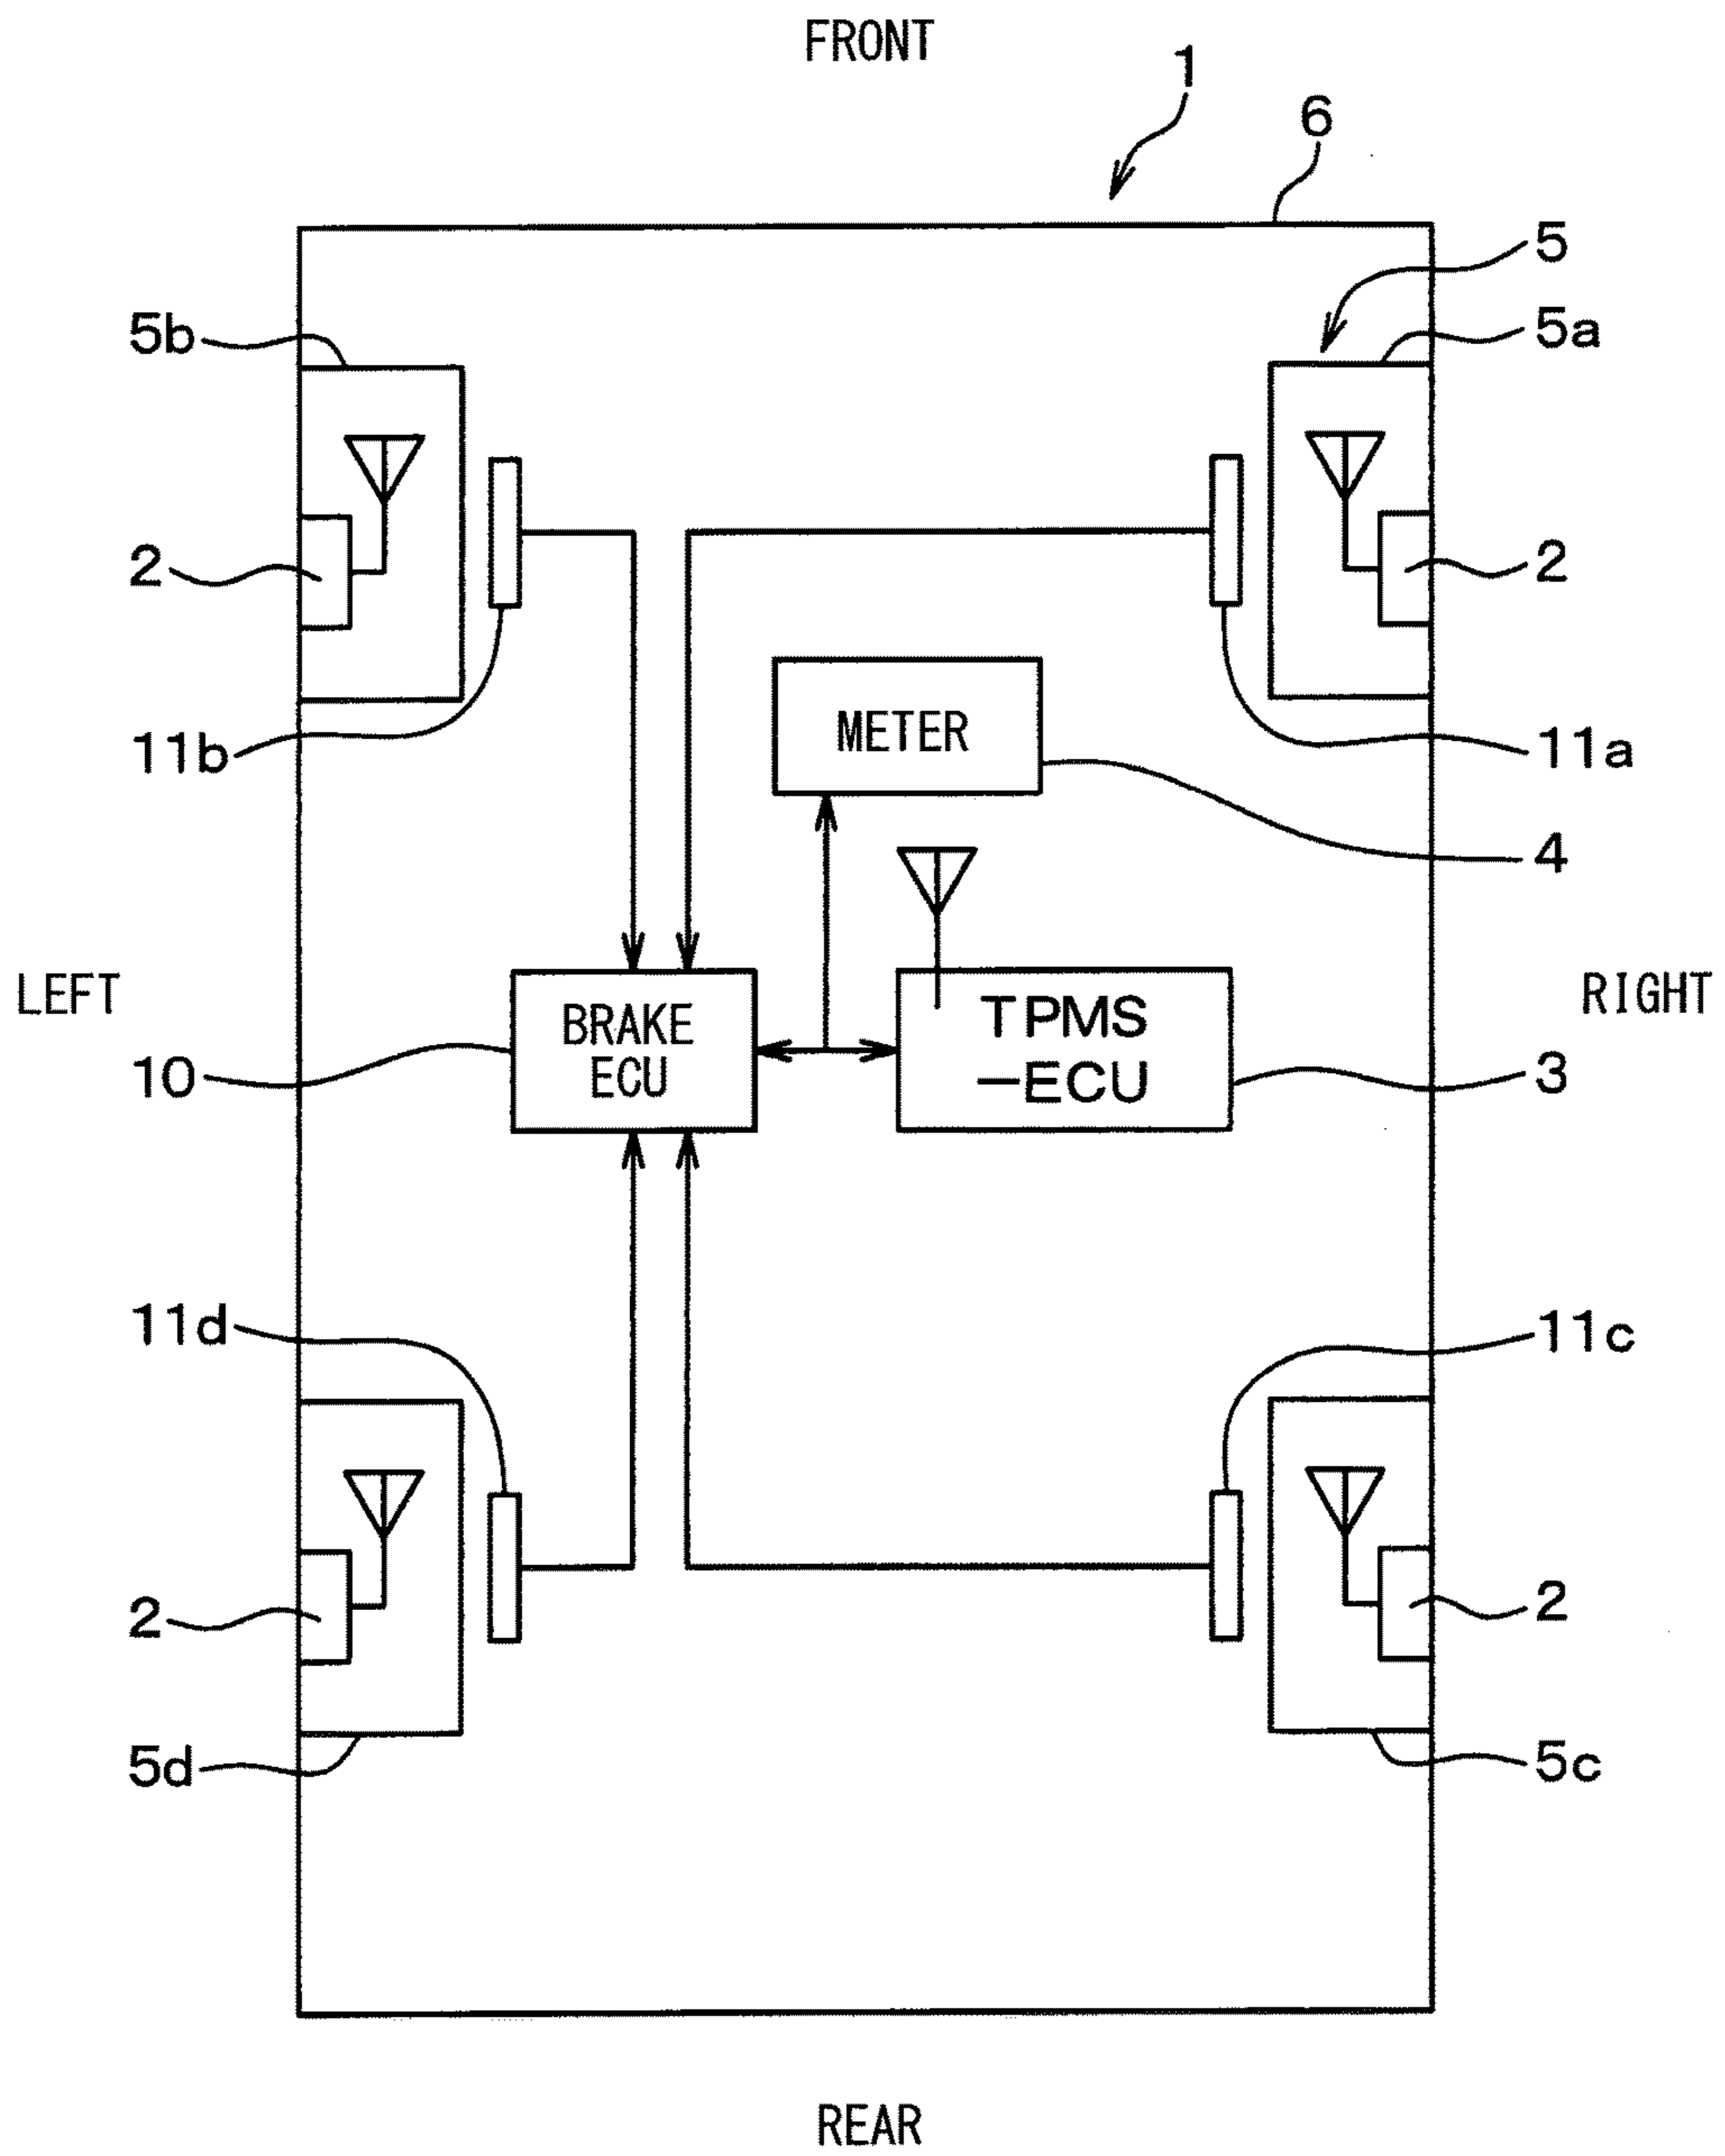 FRONT
1
6
5
5b
5a
2
2
METER
11b
11a
4
LEFT
BRAKE
ECU
TPMS
-ECU
RIGHT
10
3
11d
11c
2
2
5d
5c
REAR